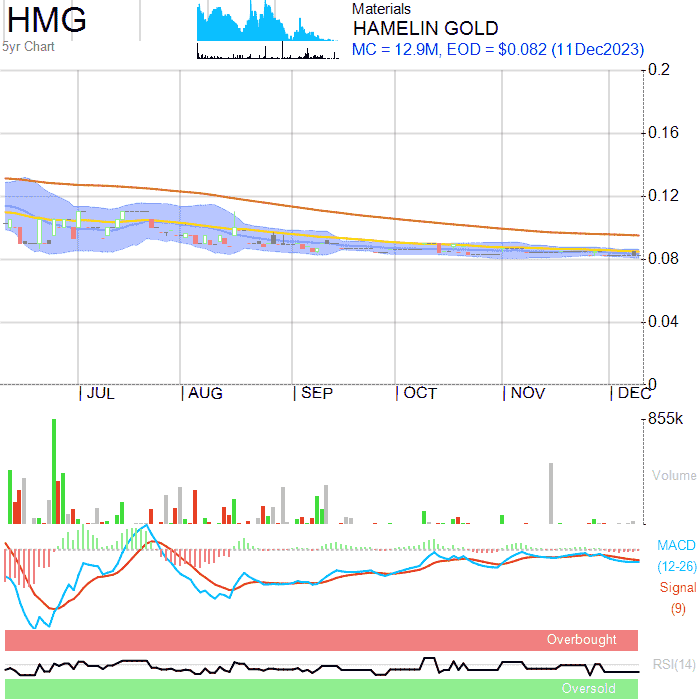 HMG
5yr Chart
Materials
HAMELIN GOLD
MC = 12.9M, EOD = $0.082 (11Dec2023)
0.2
0.16
0.12
0.08
0.04
0
JUL AUG SEP OCT NOV DEC
855k
Volume
MACD
(12-26)
Signal
(9)
Overbought
RSI(14)
Oversold